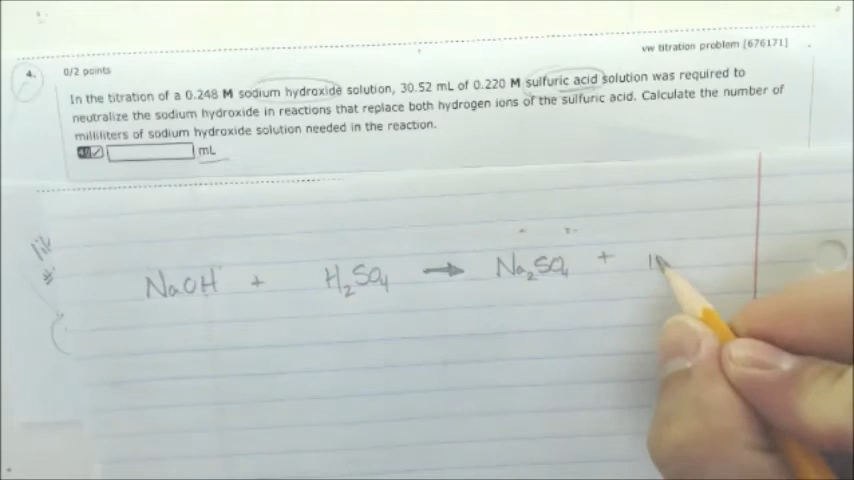 vw titration problem [676171]
4. 0/2 points
In the titration of a 0.248 M sodium hydroxide solution, 30.52 mL of 0.220 M sulfuric acid solution was required to
neutralize the sodium hydroxide in reactions that replace both hydrogen ions of the sulfuric acid. Calculate the number of
milliliters of sodium hydroxide solution needed in the reaction.
mL
NaOH + H₂SO₄ → Na₂SO₄ +